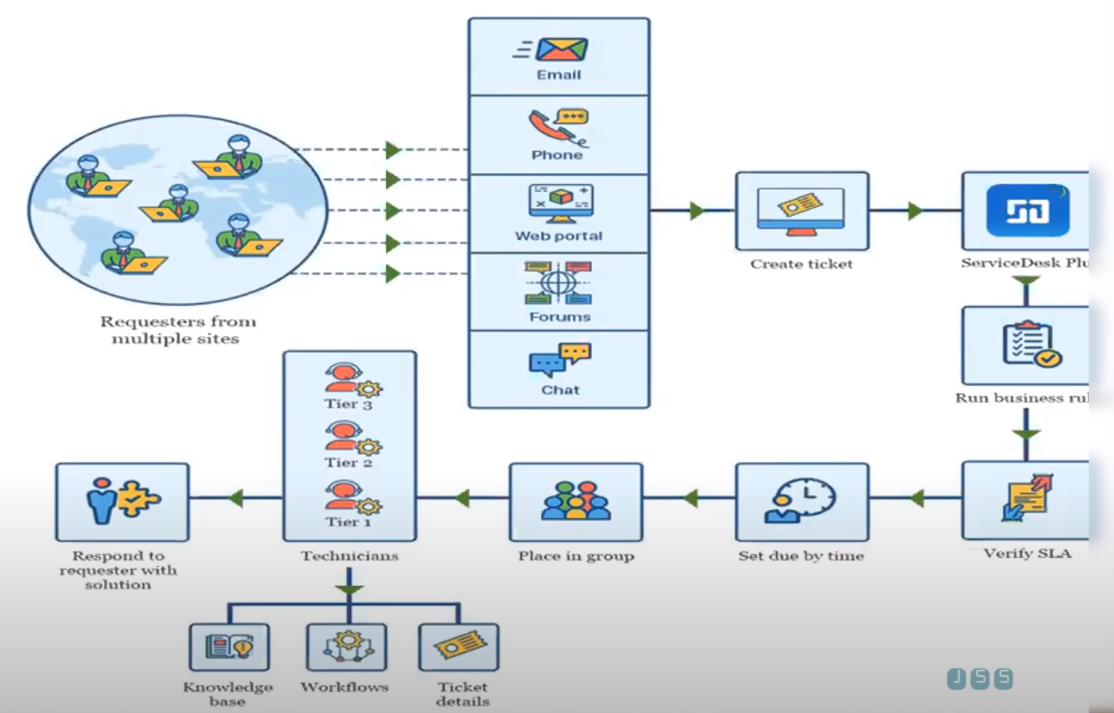 Email
Phone
Web portal
Forums
Chat
Requesters from
multiple sites
Create ticket
ServiceDesk Plu
Run business rul
Verify SLA
Set due by time
Place in group
Tier 3
Tier 2
Tier 1
Technicians
Respond to
requester with
solution
Knowledge
base
Workflows
Ticket
details
JSS